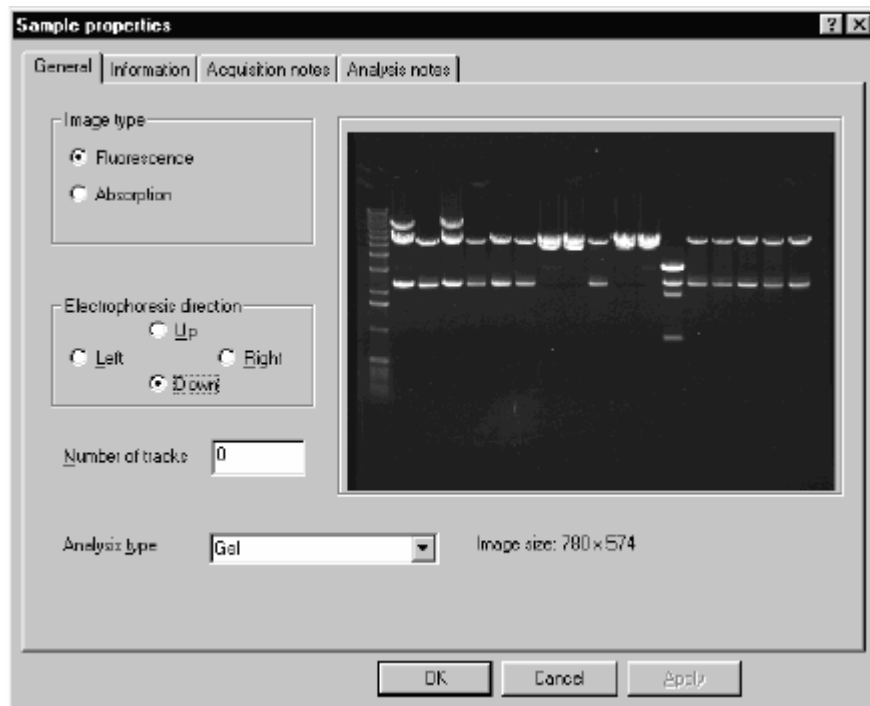 Sample properties
General Information Acquisition notes Analysis notes
Image type
Fluorescence
Absorption
Electrophoresis direction
Up
Left Right
Down
Number of tracks 0
Analysis type Gel Image size: 780 × 574
OK Cancel Apply